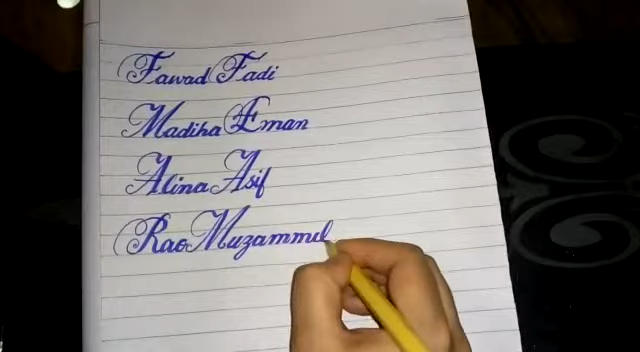 Fawad Fadi
Madiha Eman
Alina Asif
Rao Muzammil